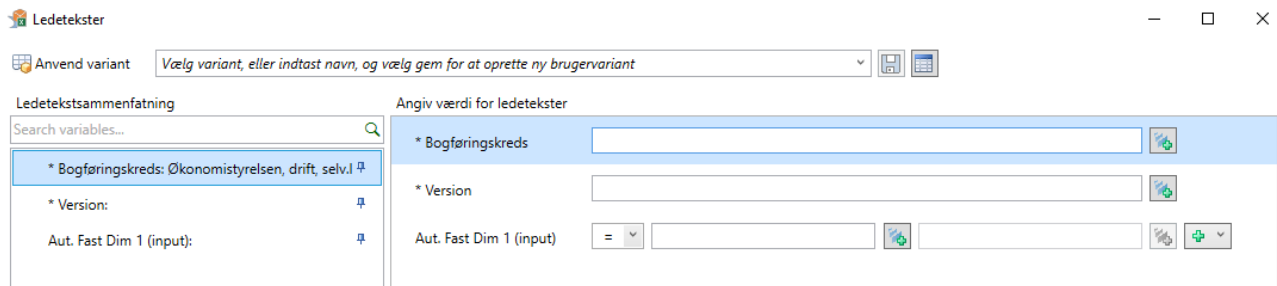 Ledetekster
Anvend variant
Vælg variant, eller indtast navn, og vælg gem for at oprette ny brugervariant
Ledetekstsammenfatning
Angiv værdi for ledetekster
Search variables...
* Bogføringskreds
* Bogføringskreds: Økonomistyrelsen, drift, selv.l
* Version
* Version:
Aut. Fast Dim 1 (input):
Aut. Fast Dim 1 (input)
=